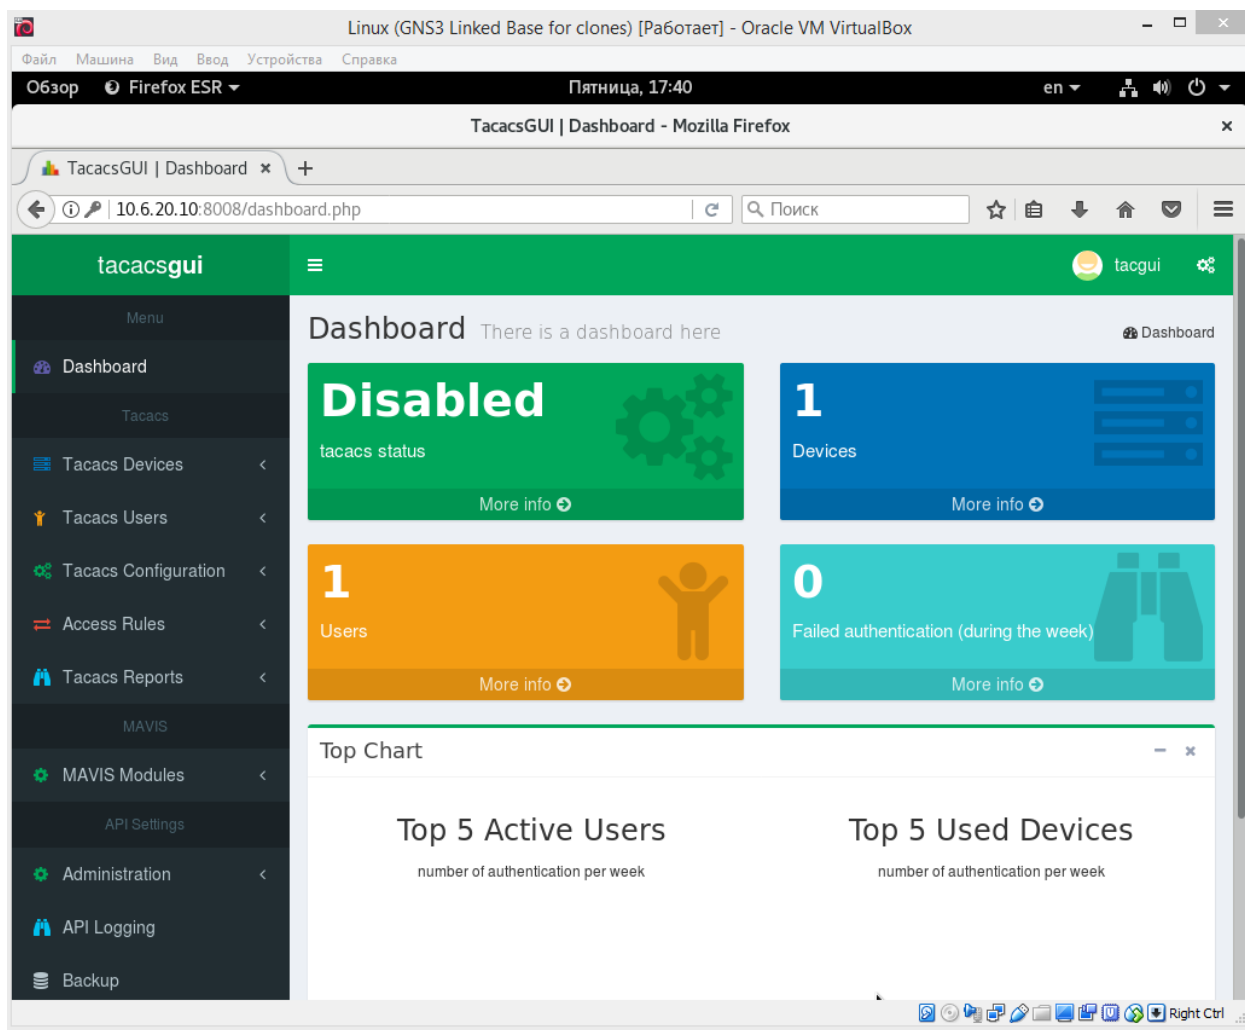 Linux (GNS3 Linked Base for clones) [Работает] - Oracle VM VirtualBox
Файл Машина Вид Ввод Устройства Справка
Обзор Firefox ESR Пятница, 17:40 en
TacacsGUI | Dashboard - Mozilla Firefox
TacacsGUI | Dashboard
10.6.20.10:8008/dashboard.php Поиск
tacacsgui tacgui
Menu
Dashboard There is a dashboard here Dashboard
Dashboard
Disabled 1
Tacacs
tacacs status Devices
Tacacs Devices
More info More info
Tacacs Users
Tacacs Configuration
1 0
Access Rules
Users Failed authentication (during the week)
Tacacs Reports
More info More info
MAVIS
Top Chart
MAVIS Modules
API Settings
Top 5 Active Users Top 5 Used Devices
Administration
number of authentication per week number of authentication per week
API Logging
Backup
Right Ctrl